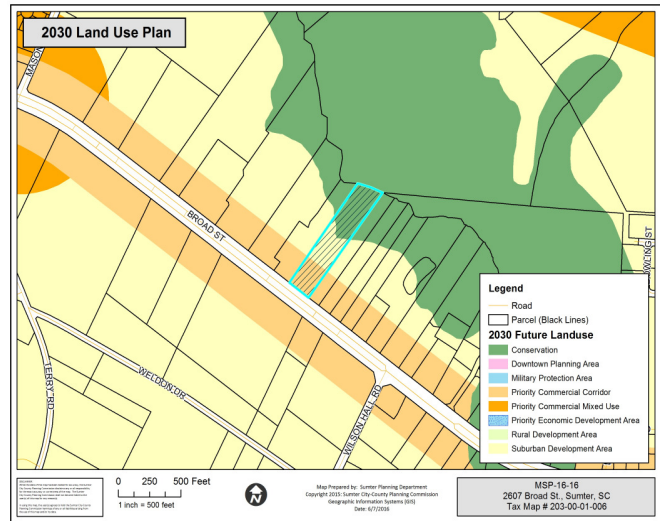 2030 Land Use Plan
MASON
BROAD ST
WELDON DR
TERRY RD
WILSON HALL RD
WLING ST
Legend
Road
Parcel (Black Lines)
2030 Future Landuse
Conservation
Downtown Planning Area
Military Protection Area
Priority Commercial Corridor
Priority Commercial Mixed Use
Priority Economic Development Area
Rural Development Area
Suburban Development Area
0 250 500 Feet
1 inch = 500 feet
Map Prepared by: Sumter Planning Department
Copyright 2015: Sumter City-County Planning Commission
Geographic Information Systems (GIS)
Date: 6/7/2016
MSP-16-16
2607 Broad St., Sumter, SC
Tax Map # 203-00-01-006